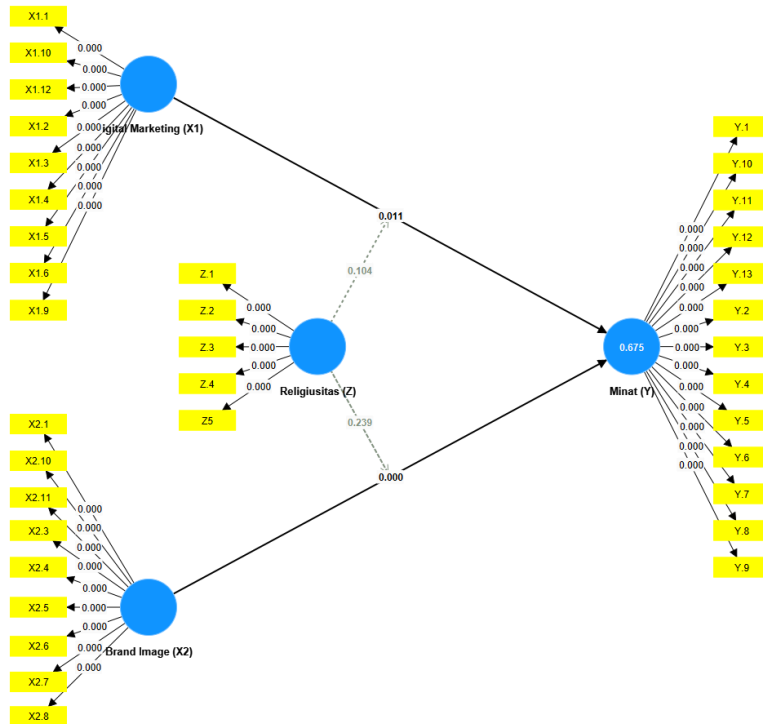 X1.1
0.000
X1.10
0.000
X1.12
0.000
X1.2
0.000
0.000
igital Marketing (X1)
X1.3
0.000
0.000
X1.4
0.000
0.000
X1.5
X1.6
X1.9
0.011
0.104
Z.1
0.000
Z.2
0.000
Z.3
0.000
Z.4
0.000
0.000
Z5
Religiusitas (Z)
0.239
0.000
X2.1
X2.10
X2.11
0.000
X2.3
0.000
0.000
X2.4
0.000
0.000
X2.5
0.000
0.000
X2.6
0.000
Brand Image (X2)
0.000
X2.7
X2.8
Y.1
Y.10
Y.11
0.000
Y.12
0.000
0.000
Y.13
0.000
0.000
Y.2
0.000
0.675
0.000
Y.3
0.000
Y.4
0.000
Minat (Y)
0.000
Y.5
0.000
0.000
Y.6
0.000
Y.7
Y.8
Y.9